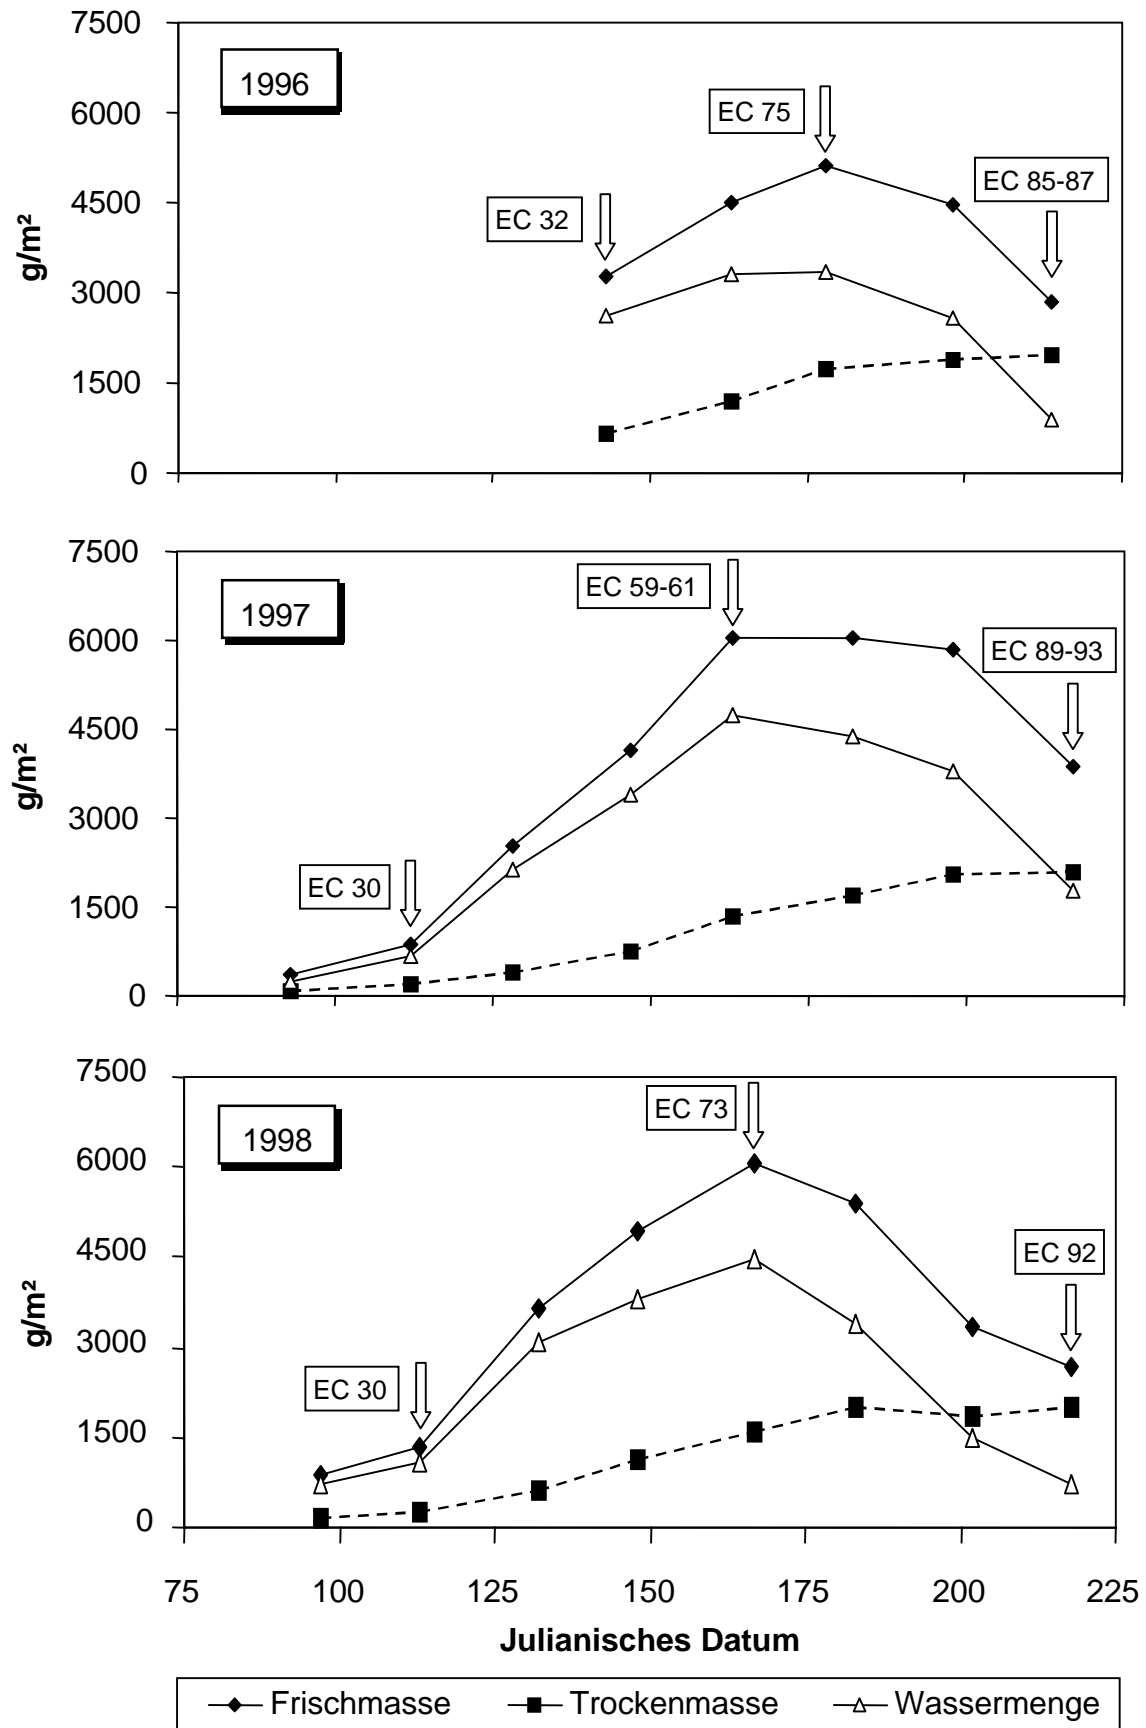 7500
1996
6000
EC 75
EC 85-87
4500
EC 32
g/m²
3000
1500
0
7500
EC 59-61
1997
6000
EC 89-93
4500
g/m²
3000
EC 30
1500
0
7500
EC 73
1998
6000
4500
EC 92
g/m²
3000
EC 30
1500
0
75 100 125 150 175 200 225
Julianisches Datum
Frischmasse Trockenmasse Wassermenge